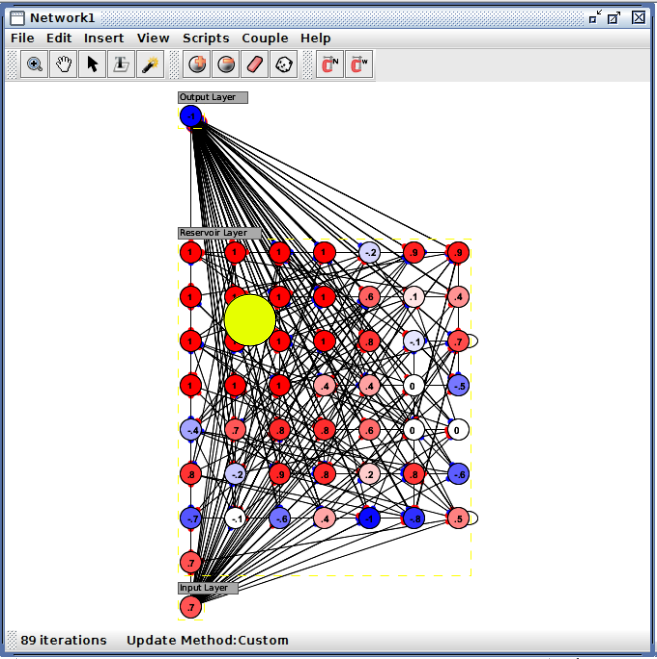 Network1
File Edit Insert View Scripts Couple Help
N W
Output Layer
-1
Reservoir Layer
1 1 1 1 -.2 .9 .9
1 1 1 1 .6 .1 .4
1 1 1 .8 -.1 .7
1 1 1 .4 .4 0 -.5
-.4 .7 .8 .8 .6 0 0
.8 -.2 .9 .8 .2 .8 -.6
-.7 -.1 -.6 .4 -1 -.8 .5
.7
Input Layer
.7
89 iterations Update Method:Custom